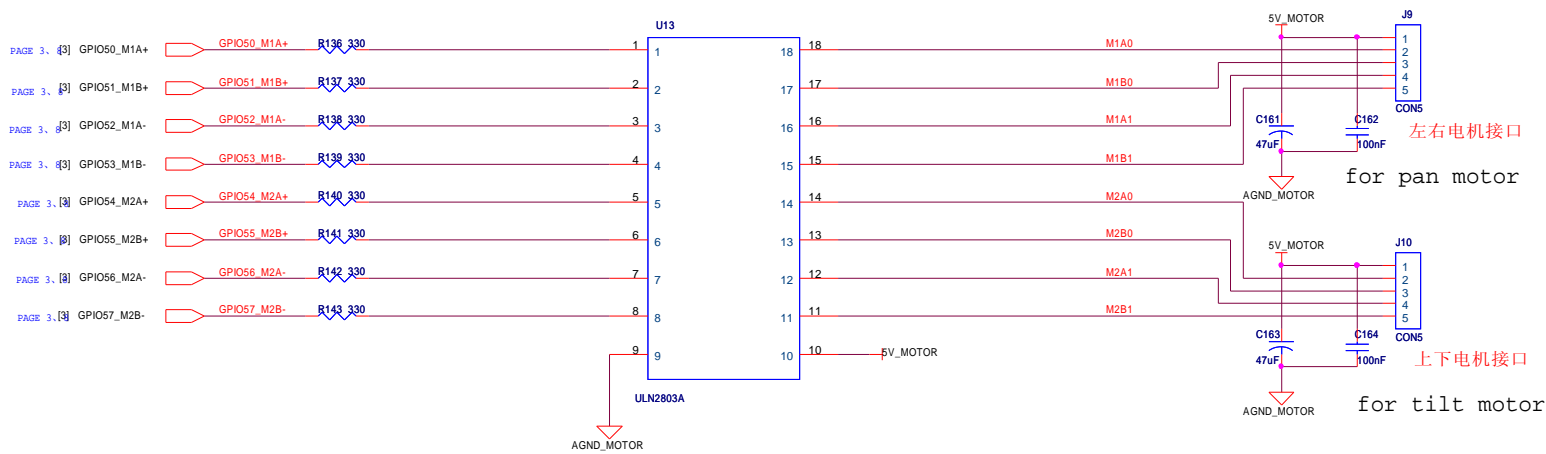 U13
J9
5V_MOTOR
PAGE 3、8 [3] GPIO50_M1A+ GPIO50_M1A+ R136 330 1 1 18 18 M1A0 1
2
PAGE 3、8 [3] GPIO51_M1B+ GPIO51_M1B+ R137 330 2 2 17 17 M1B0 3
4
5
CON5
PAGE 3、8 [3] GPIO52_M1A- GPIO52_M1A- R138 330 3 3 16 16 M1A1 C161 C162 左右电机接口
47uF 100nF
PAGE 3、8 [3] GPIO53_M1B- GPIO53_M1B- R139 330 4 4 15 15 M1B1
for pan motor
AGND_MOTOR
PAGE 3、8 [3] GPIO54_M2A+ GPIO54_M2A+ R140 330 5 5 14 14 M2A0
PAGE 3、8 [3] GPIO55_M2B+ GPIO55_M2B+ R141 330 6 6 13 13 M2B0 5V_MOTOR J10
1
PAGE 3、8 [3] GPIO56_M2A- GPIO56_M2A- R142 330 7 7 12 12 M2A1 2
3
4
PAGE 3、8 [3] GPIO57_M2B- GPIO57_M2B- R143 330 8 8 11 11 M2B1 5
C163 C164 CON5
9 9 10 10 5V_MOTOR 47uF 100nF 上下电机接口
ULN2803A
AGND_MOTOR for tilt motor
AGND_MOTOR